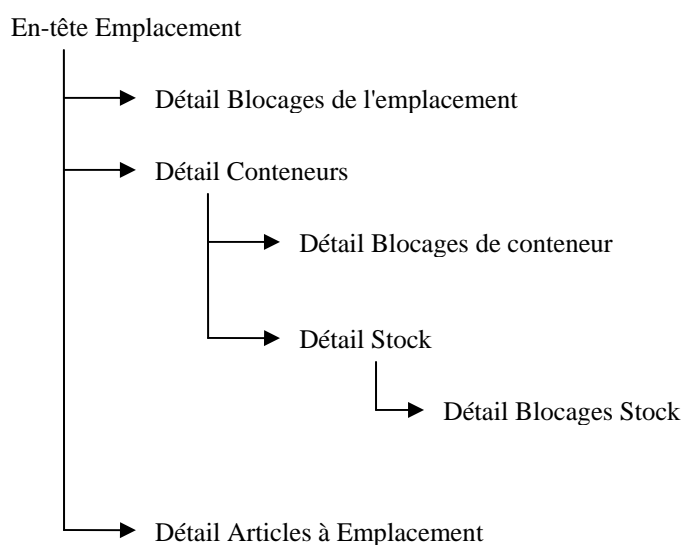 En-tête Emplacement
Détail Blocages de l'emplacement
Détail Conteneurs
Détail Blocages de conteneur
Détail Stock
Détail Blocages Stock
Détail Articles à Emplacement